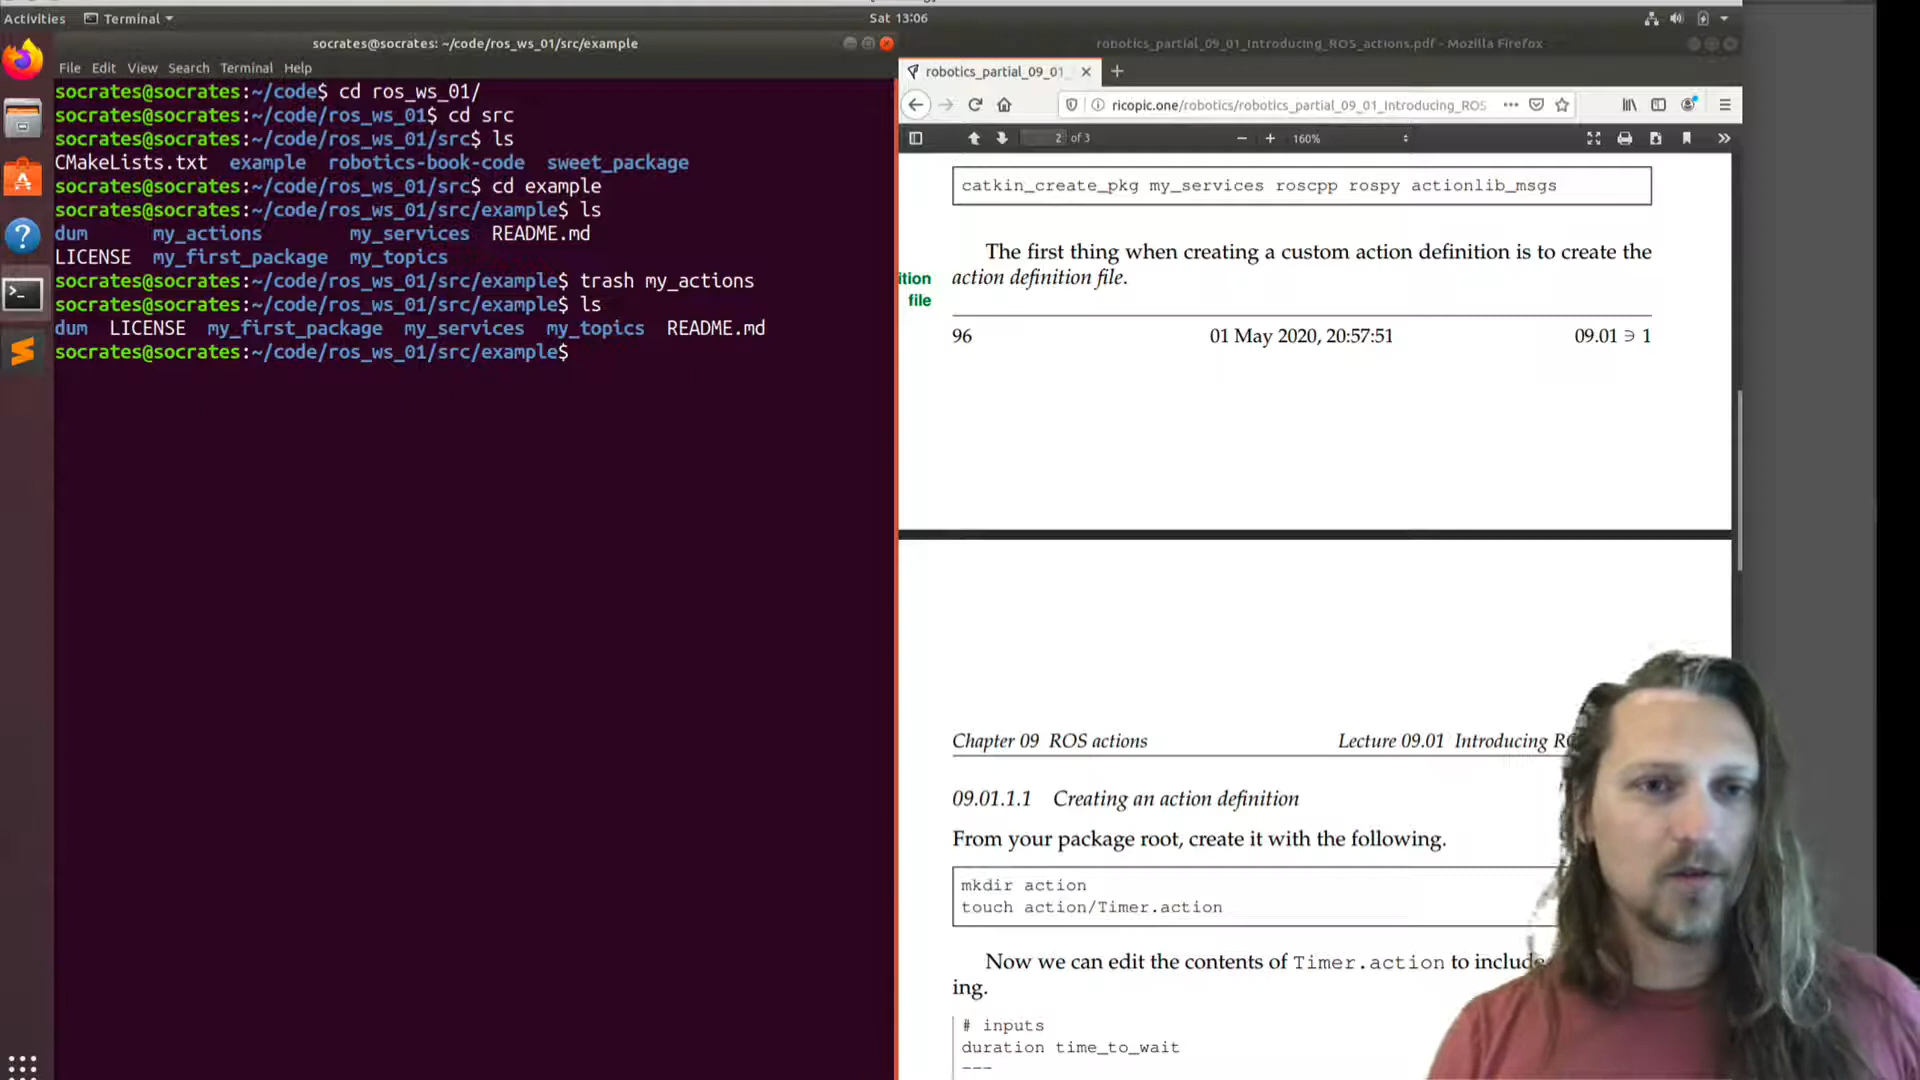 Activities
Terminal
Sat 13:06
socrates@socrates: ~/code/ros_ws_01/src/example
File Edit View Search Terminal Help
socrates@socrates:~/code$ cd ros_ws_01/
socrates@socrates:~/code/ros_ws_01$ cd src
socrates@socrates:~/code/ros_ws_01/src$ ls
CMakeLists.txt example robotics-book-code sweet_package
socrates@socrates:~/code/ros_ws_01/src$ cd example
socrates@socrates:~/code/ros_ws_01/src/example$ ls
dum my_actions my_services README.md
LICENSE my_first_package my_topics
socrates@socrates:~/code/ros_ws_01/src/example$ trash my_actions
socrates@socrates:~/code/ros_ws_01/src/example$ ls
dum LICENSE my_first_package my_services my_topics README.md
socrates@socrates:~/code/ros_ws_01/src/example$
robotics_partial_09_01_Introducing_ROS_actions.pdf - Mozilla Firefox
robotics_partial_09_01
ricopic.one/robotics/robotics_partial_09_01_Introducing_ROS
2 of 3
160%
catkin_create_pkg my_services roscpp rospy actionlib_msgs
The first thing when creating a custom action definition is to create the
action definition file.
ition
file
96 01 May 2020, 20:57:51 09.01 ∋ 1
Chapter 09 ROS actions Lecture 09.01 Introducing
09.01.1.1 Creating an action definition
From your package root, create it with the following.
mkdir action
touch action/Timer.action
Now we can edit the contents of Timer.action to include
ing.
# inputs
duration time_to_wait
---